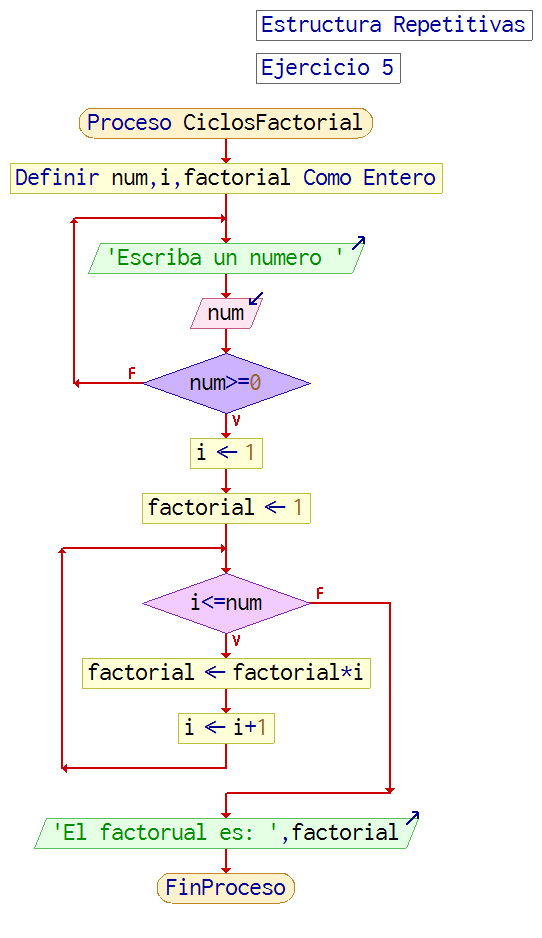 Estructura Repetitivas
Ejercicio 5
Proceso CiclosFactorial
Definir num,i,factorial Como Entero
'Escriba un numero '
num
F
num>=0
V
i ← 1
factorial ← 1
i<=num
F
V
factorial ← factorial*i
i ← i+1
'El factorual es: ',factorial
FinProceso